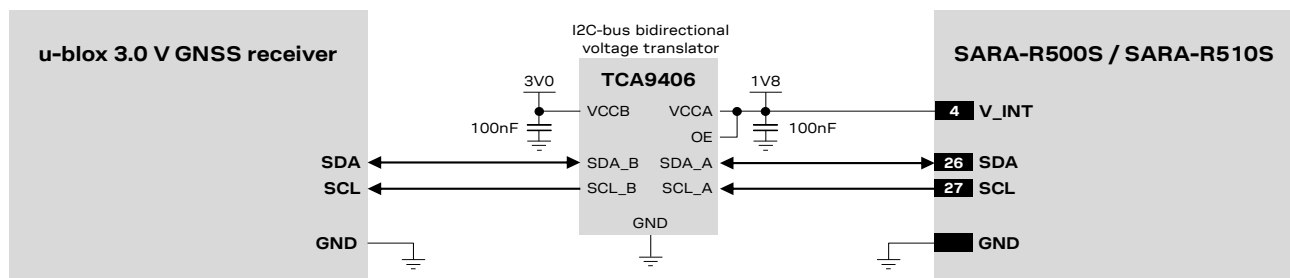 I2C-bus bidirectional
voltage translator
u-blox 3.0 V GNSS receiver
SARA-R500S / SARA-R510S
TCA9406
3V0
1V8
VCCB
VCCA
4
V_INT
100nF
OE
100nF
SDA
SDA_B
SDA_A
26
SDA
SCL
SCL_B
SCL_A
27
SCL
GND
GND
GND